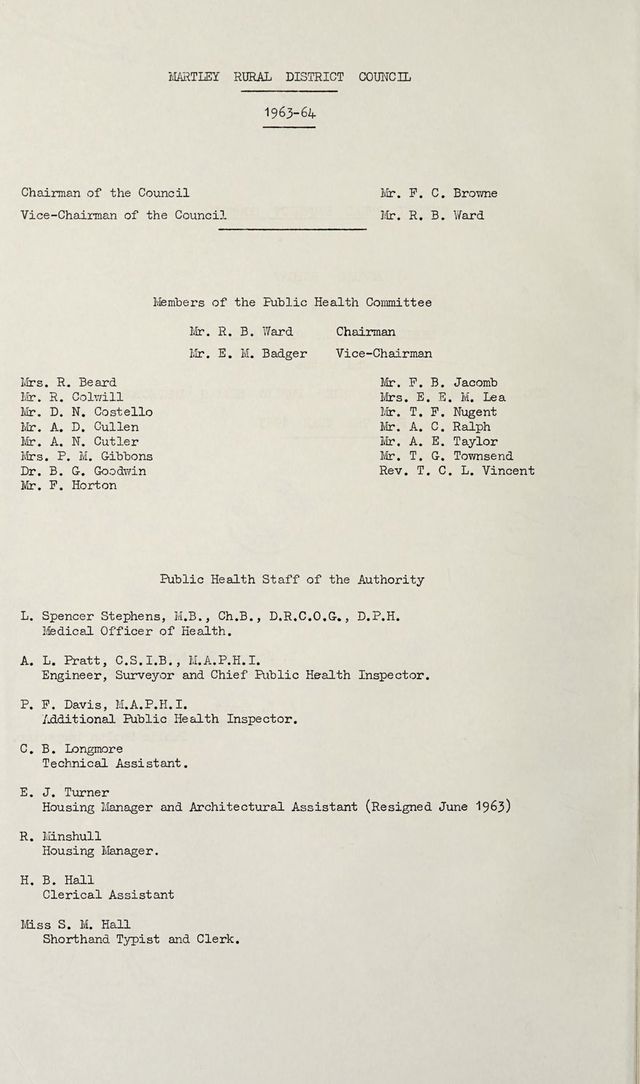 MARTLEY RURAL DISTRICT COUNCIL
1963-64
Chairman of the Council Mr. F. C. Browne
Vice-Chairman of the Council Mr. R. B. Ward
Members of the Public Health Committee
Mr. R. B. Ward Chairman
Mr. E. M. Badger Vice-Chairman
Mrs. R. Beard Mr. F. B. Jacomb
Mr. R. Colwill Mrs. E. E. M. Lea
Mr. D. N. Costello Mr. T. F. Nugent
Mr. A. D. Cullen Mr. A. C. Ralph
Mr. A. N. Cutler Mr. A. E. Taylor
Mrs. P. M. Gibbons Mr. T. G. Townsend
Dr. B. G. Goodwin Rev. T. C. L. Vincent
Mr. F. Horton
Public Health Staff of the Authority
L. Spencer Stephens, M.B., Ch.B., D.R.C.O.G., D.P.H.
Medical Officer of Health.
A. L. Pratt, C.S.I.B., M.A.P.H.I.
Engineer, Surveyor and Chief Public Health Inspector.
P. F. Davis, M.A.P.H.I.
Additional Public Health Inspector.
C. B. Longmore
Technical Assistant.
E. J. Turner
Housing Manager and Architectural Assistant (Resigned June 1963)
R. Minshull
Housing Manager.
H. B. Hall
Clerical Assistant
Miss S. M. Hall
Shorthand Typist and Clerk.